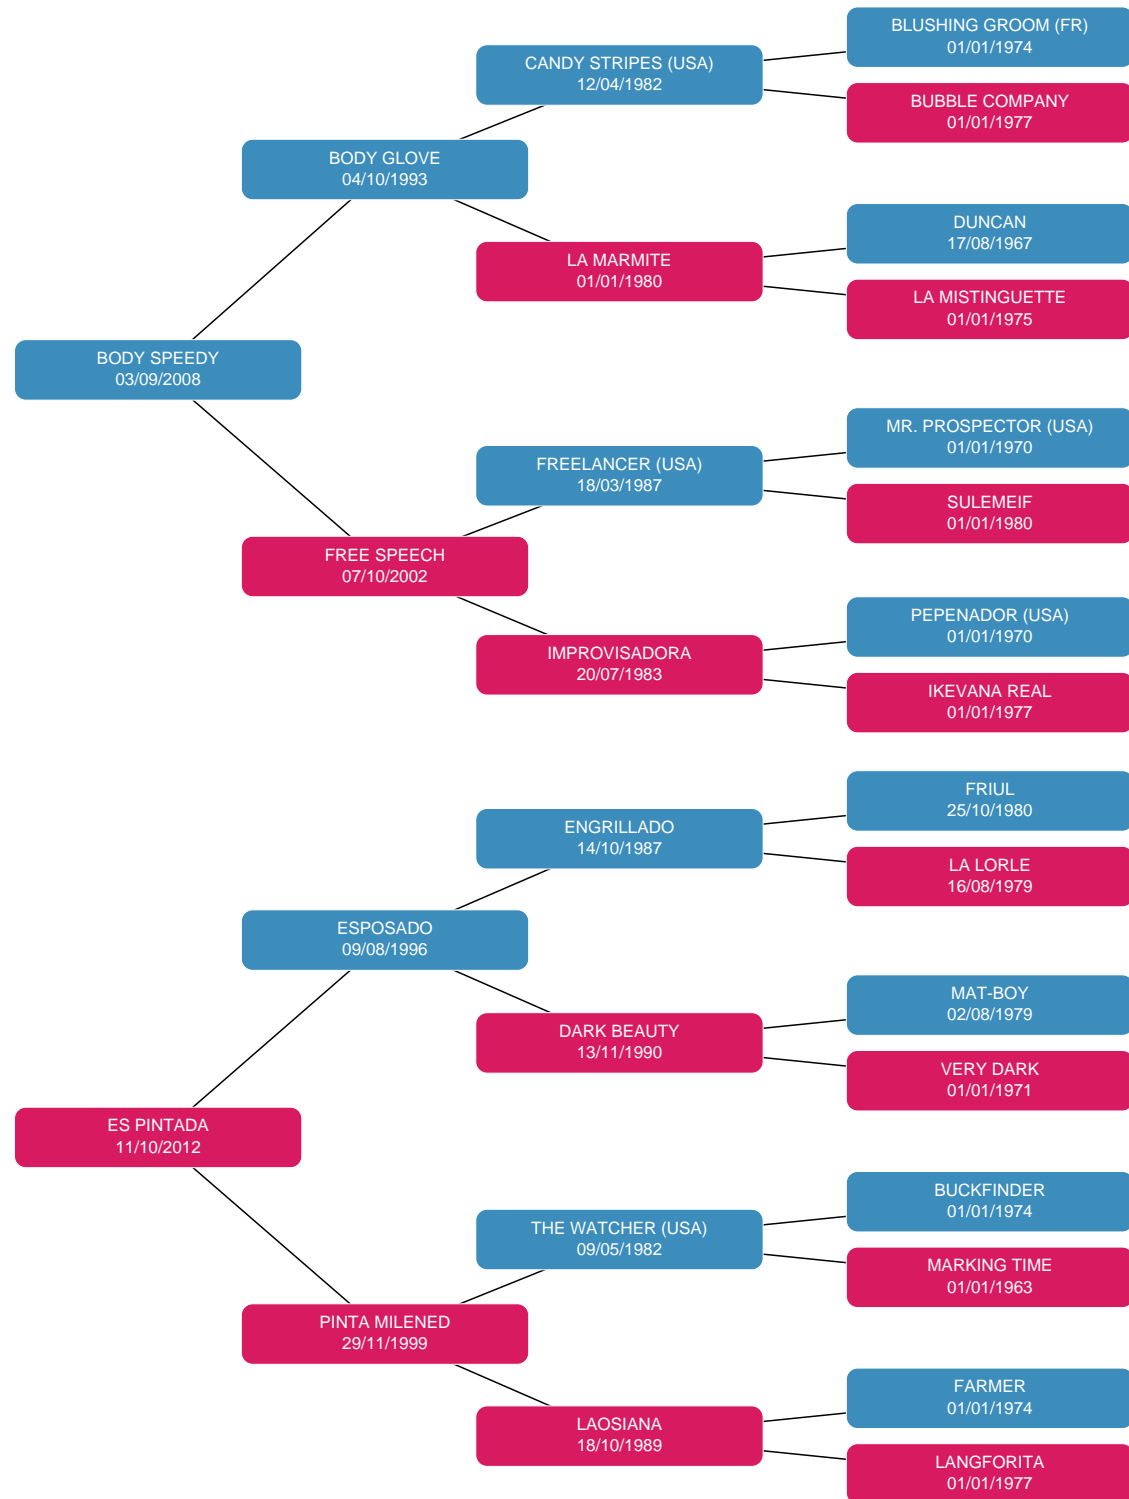 BLUSHING GROOM (FR)
01/01/1974
CANDY STRIPES (USA)
12/04/1982
BUBBLE COMPANY
01/01/1977
BODY GLOVE
04/10/1993
DUNCAN
17/08/1967
LA MARMITE
01/01/1980
LA MISTINGUETTE
01/01/1975
BODY SPEEDY
03/09/2008
MR. PROSPECTOR (USA)
01/01/1970
FREELANCER (USA)
18/03/1987
SULEMEIF
01/01/1980
FREE SPEECH
07/10/2002
PEPENADOR (USA)
01/01/1970
IMPROVISADORA
20/07/1983
IKEVANA REAL
01/01/1977
FRIUL
25/10/1980
ENGRILLADO
14/10/1987
LA LORLE
16/08/1979
ESPOSADO
09/08/1996
MAT-BOY
02/08/1979
DARK BEAUTY
13/11/1990
VERY DARK
01/01/1971
ES PINTADA
11/10/2012
BUCKFINDER
01/01/1974
THE WATCHER (USA)
09/05/1982
MARKING TIME
01/01/1963
PINTA MILENED
29/11/1999
FARMER
01/01/1974
LAOSIANA
18/10/1989
LANGFORITA
01/01/1977